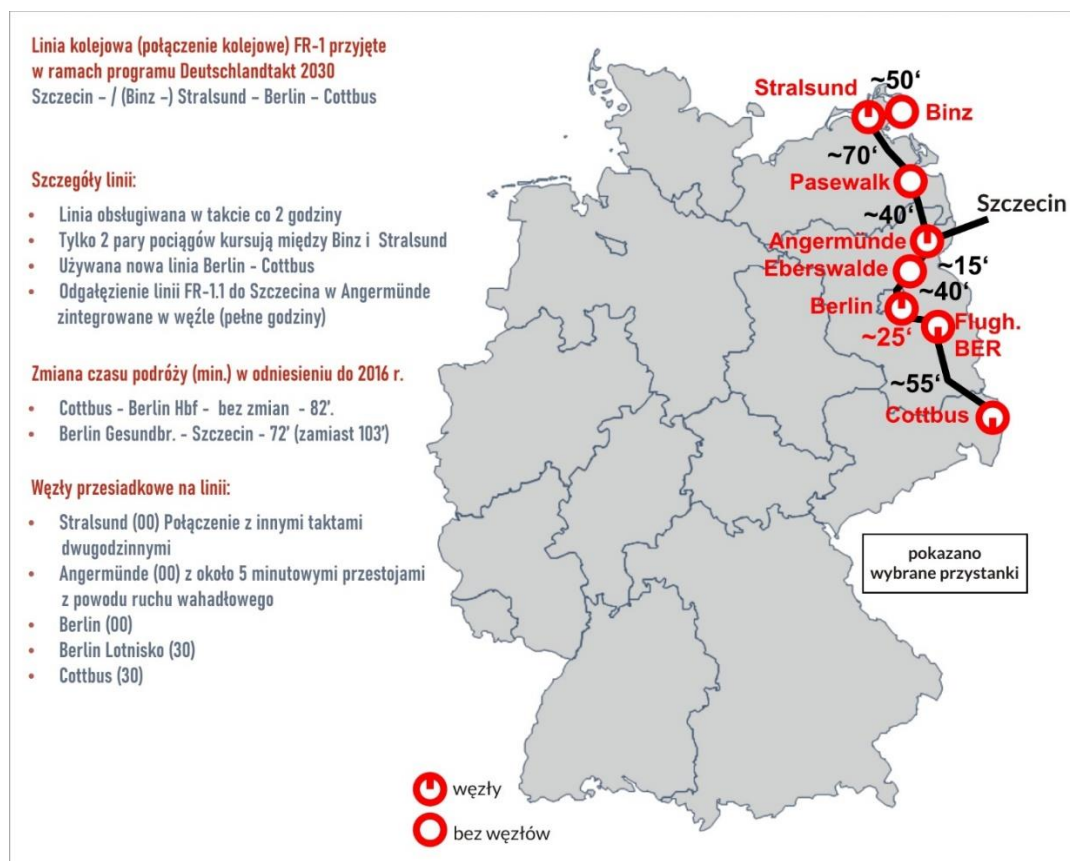 Linia kolejowa (połączenie kolejowe) FR-1 przyjęte
w ramach programu Deutschlandtakt 2030
Szczecin – / (Binz –) Stralsund – Berlin – Cottbus
Szczegóły linii:
• Linia obsługiwana w takcie co 2 godziny
• Tylko 2 pary pociągów kursują między Binz i Stralsund
• Używana nowa linia Berlin – Cottbus
• Odgałęzienie linii FR-1.1 do Szczecina w Angermünde
zintegrowane w węźle (pełne godziny)
Zmiana czasu podróży (min.) w odniesieniu do 2016 r.
• Cottbus – Berlin Hbf – bez zmian – 82'.
• Berlin Gesundbr. – Szczecin – 72' (zamiast 103')
Węzły przesiadkowe na linii:
• Stralsund (00) Połączenie z innymi taktami
dwugodzinnymi
• Angermünde (00) z około 5 minutowymi przestojami
z powodu ruchu wahadłowego
• Berlin (00)
• Berlin Lotnisko (30)
• Cottbus (30)
~50‘
Stralsund
Binz
~70‘
Pasewalk
Szczecin
~40‘
Angermünde
Eberswalde
~15‘
~40‘
Berlin
~25‘
Flugh.
BER
~55‘
Cottbus
pokazano
wybrane przystanki
węzły
bez węzłów